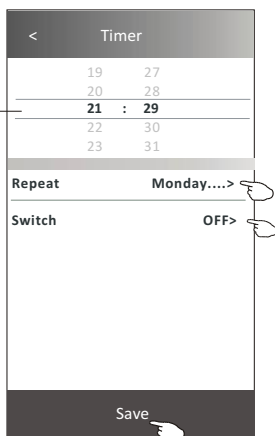 < Timer
19 27
20 28
21 : 29
22 30
23 31
Repeat Monday....>
Switch OFF>
Save